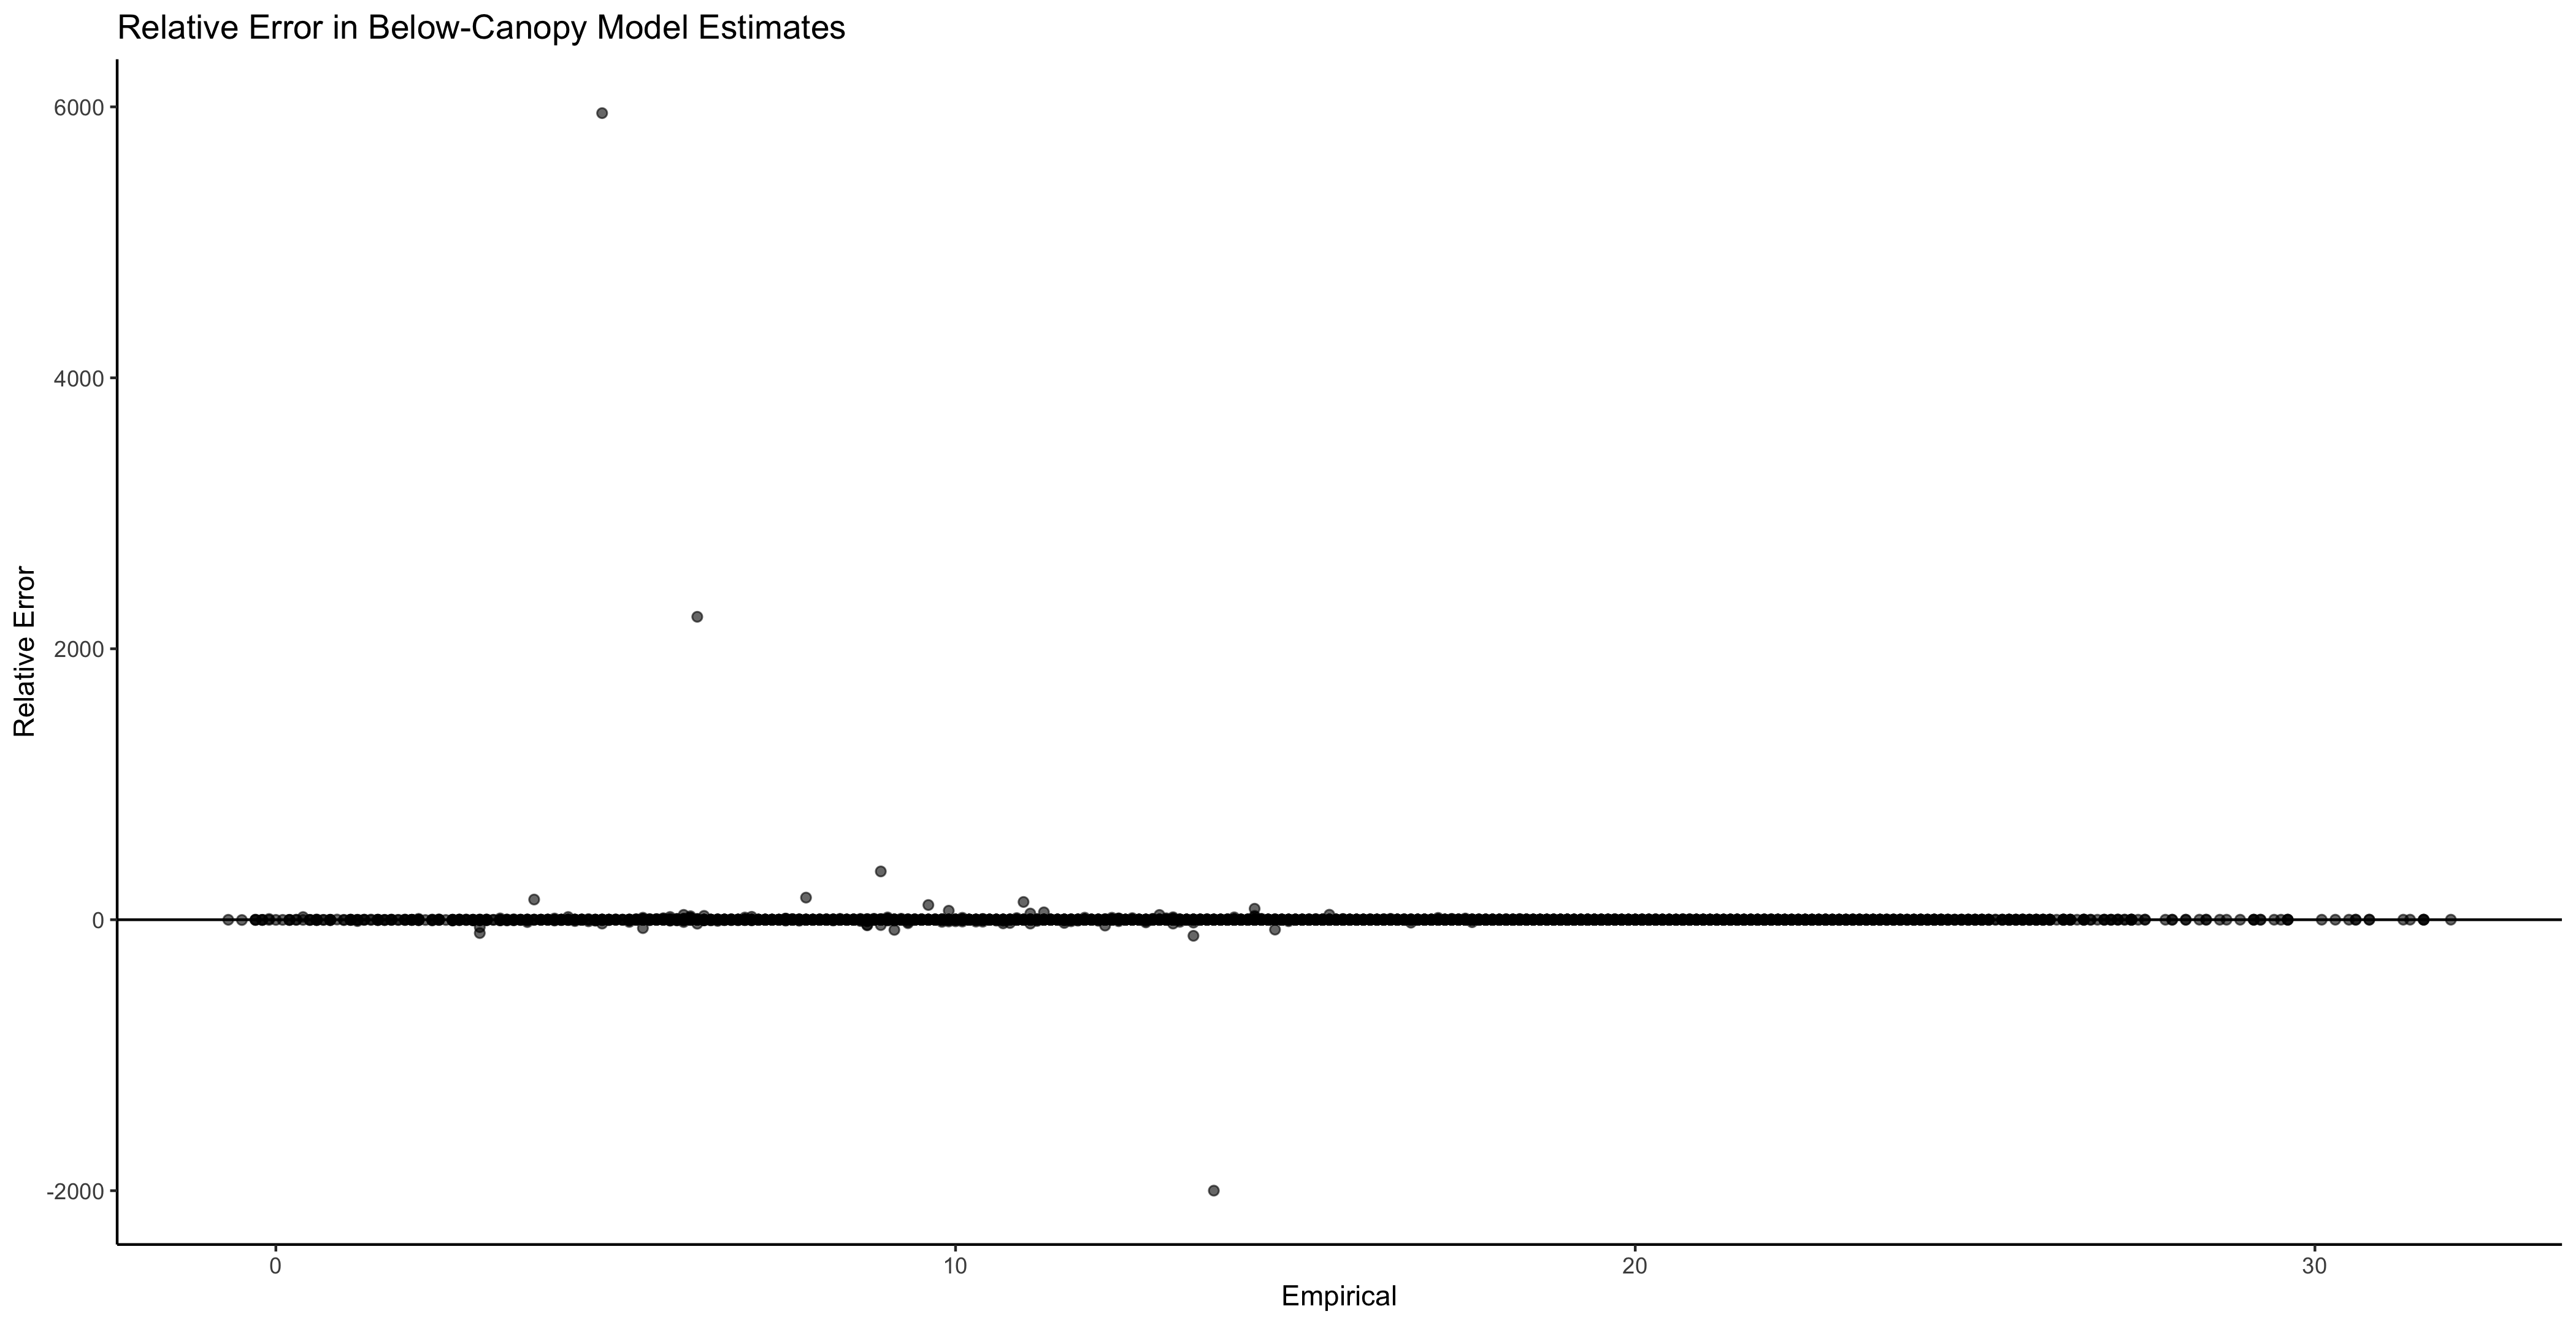 Relative Error in Below-Canopy Model Estimates
6000
4000
2000
0
-2000
Relative Error
0 10 20 30
Empirical